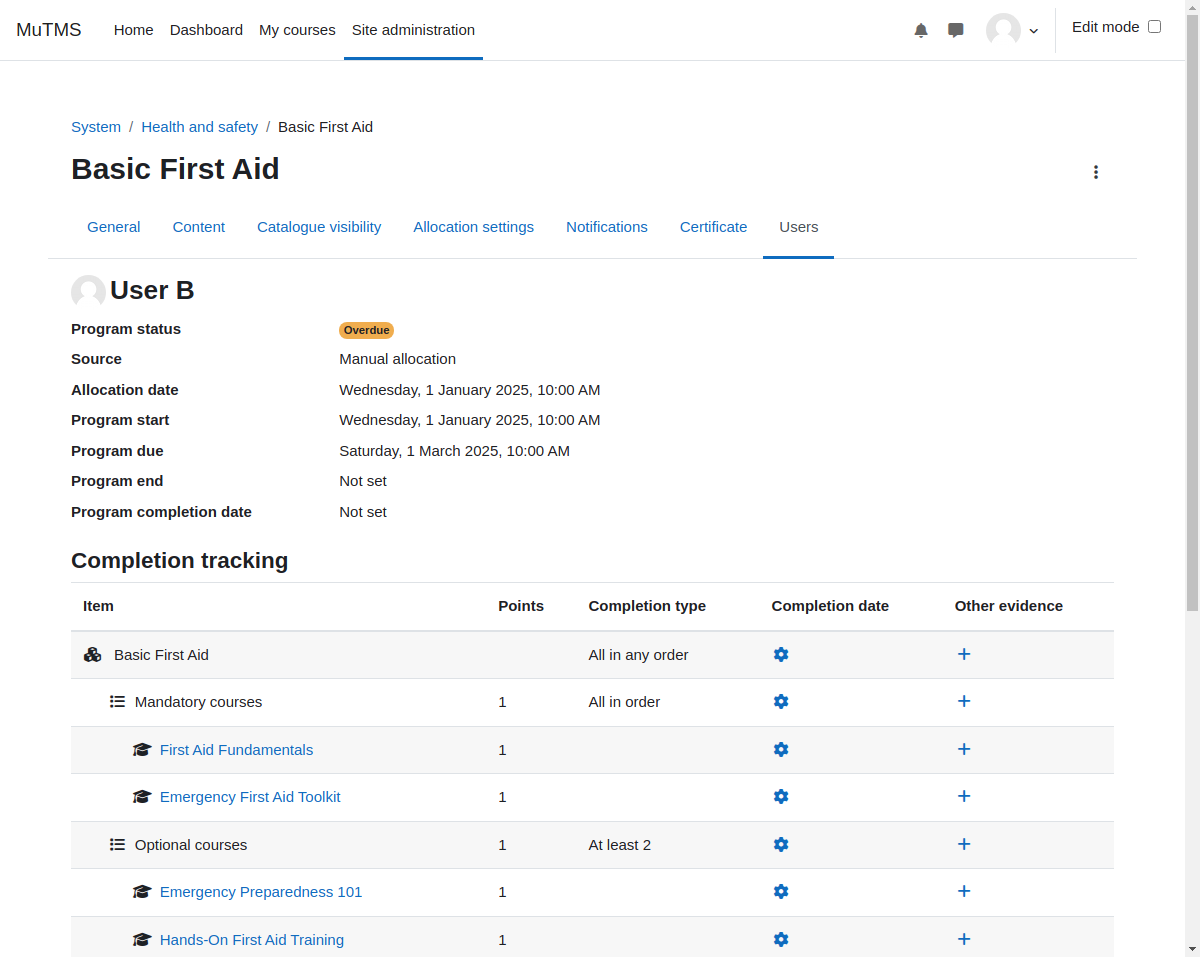 MuTMS Home Dashboard My courses Site administration Edit mode
System / Health and safety / Basic First Aid
Basic First Aid
General Content Catalogue visibility Allocation settings Notifications Certificate Users
User B
Program status Overdue
Source Manual allocation
Allocation date Wednesday, 1 January 2025, 10:00 AM
Program start Wednesday, 1 January 2025, 10:00 AM
Program due Saturday, 1 March 2025, 10:00 AM
Program end Not set
Program completion date Not set
Completion tracking
Item Points Completion type Completion date Other evidence
Basic First Aid All in any order
Mandatory courses 1 All in order
First Aid Fundamentals 1
Emergency First Aid Toolkit 1
Optional courses 1 At least 2
Emergency Preparedness 101 1
Hands-On First Aid Training 1